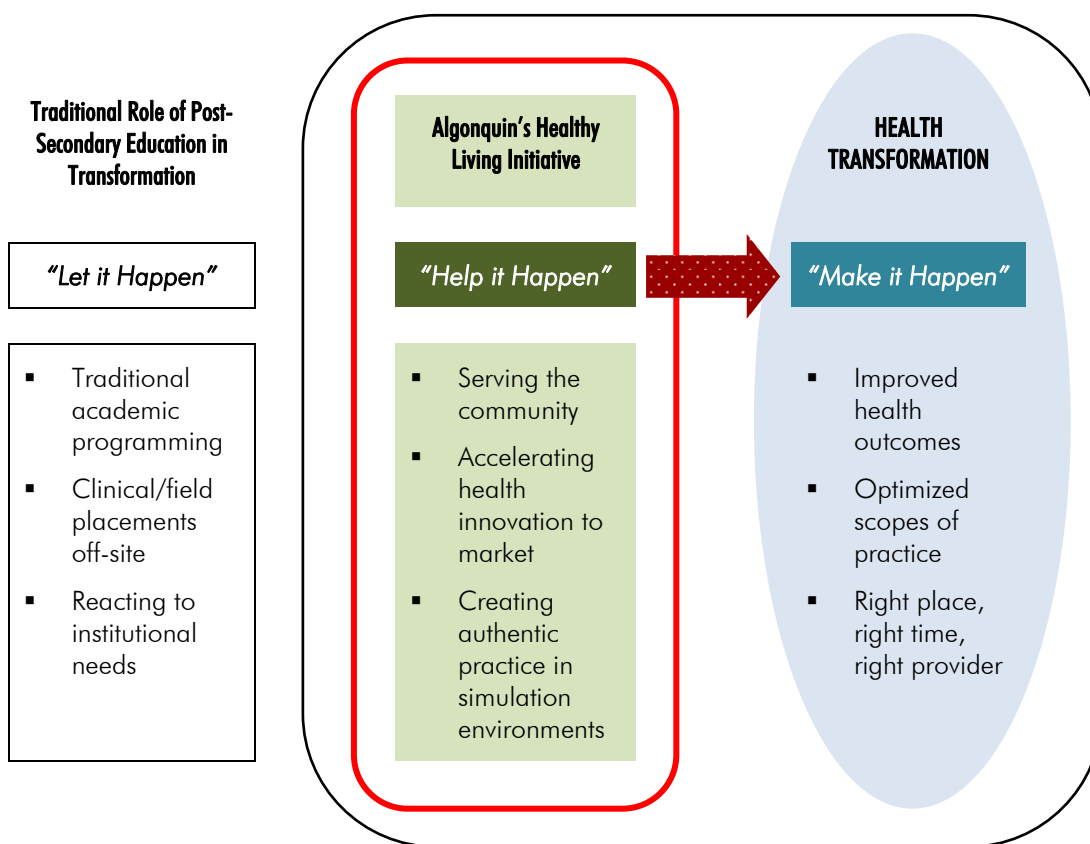 Traditional Role of Post-
Secondary Education in
Transformation
“Let it Happen”
▪ Traditional
academic
programming
▪ Clinical/field
placements
off-site
▪ Reacting to
institutional
needs
Algonquin’s Healthy
Living Initiative
“Help it Happen”
▪ Serving the
community
▪ Accelerating
health
innovation to
market
▪ Creating
authentic
practice in
simulation
environments
HEALTH
TRANSFORMATION
“Make it Happen”
▪ Improved
health
outcomes
▪ Optimized
scopes of
practice
▪ Right place,
right time,
right provider